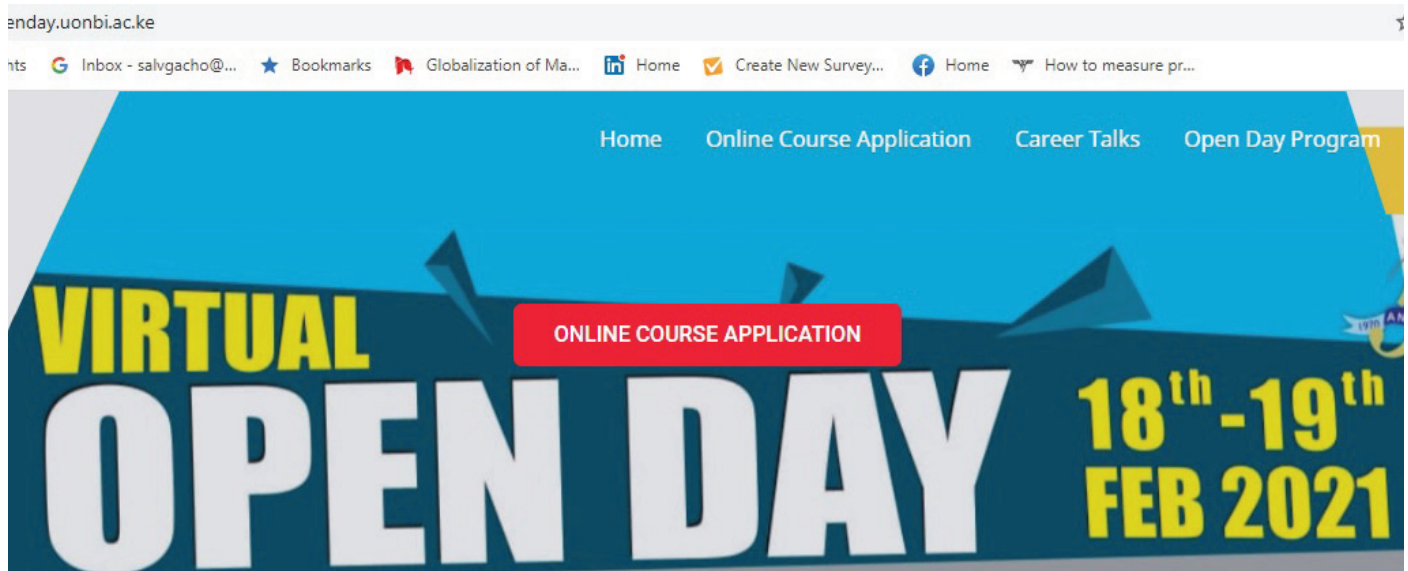 enday.uonbi.ac.ke
nts Inbox - salvgacho@... Bookmarks Globalization of Ma... Home Create New Survey... Home How to measure pr...
Home Online Course Application Career Talks Open Day Program
VIRTUAL
ONLINE COURSE APPLICATION
OPEN DAY
18th-19th
FEB 2021
1970 AN